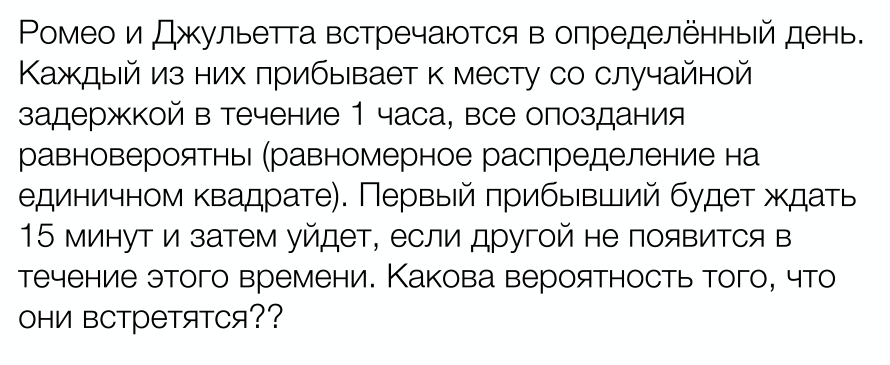 Ромео и Джульетта встречаются в определённый день.
Каждый из них прибывает к месту со случайной
задержкой в течение 1 часа, все опоздания
равновероятны (равномерное распределение на
единичном квадрате). Первый прибывший будет ждать
15 минут и затем уйдет, если другой не появится в
течение этого времени. Какова вероятность того, что
они встретятся??